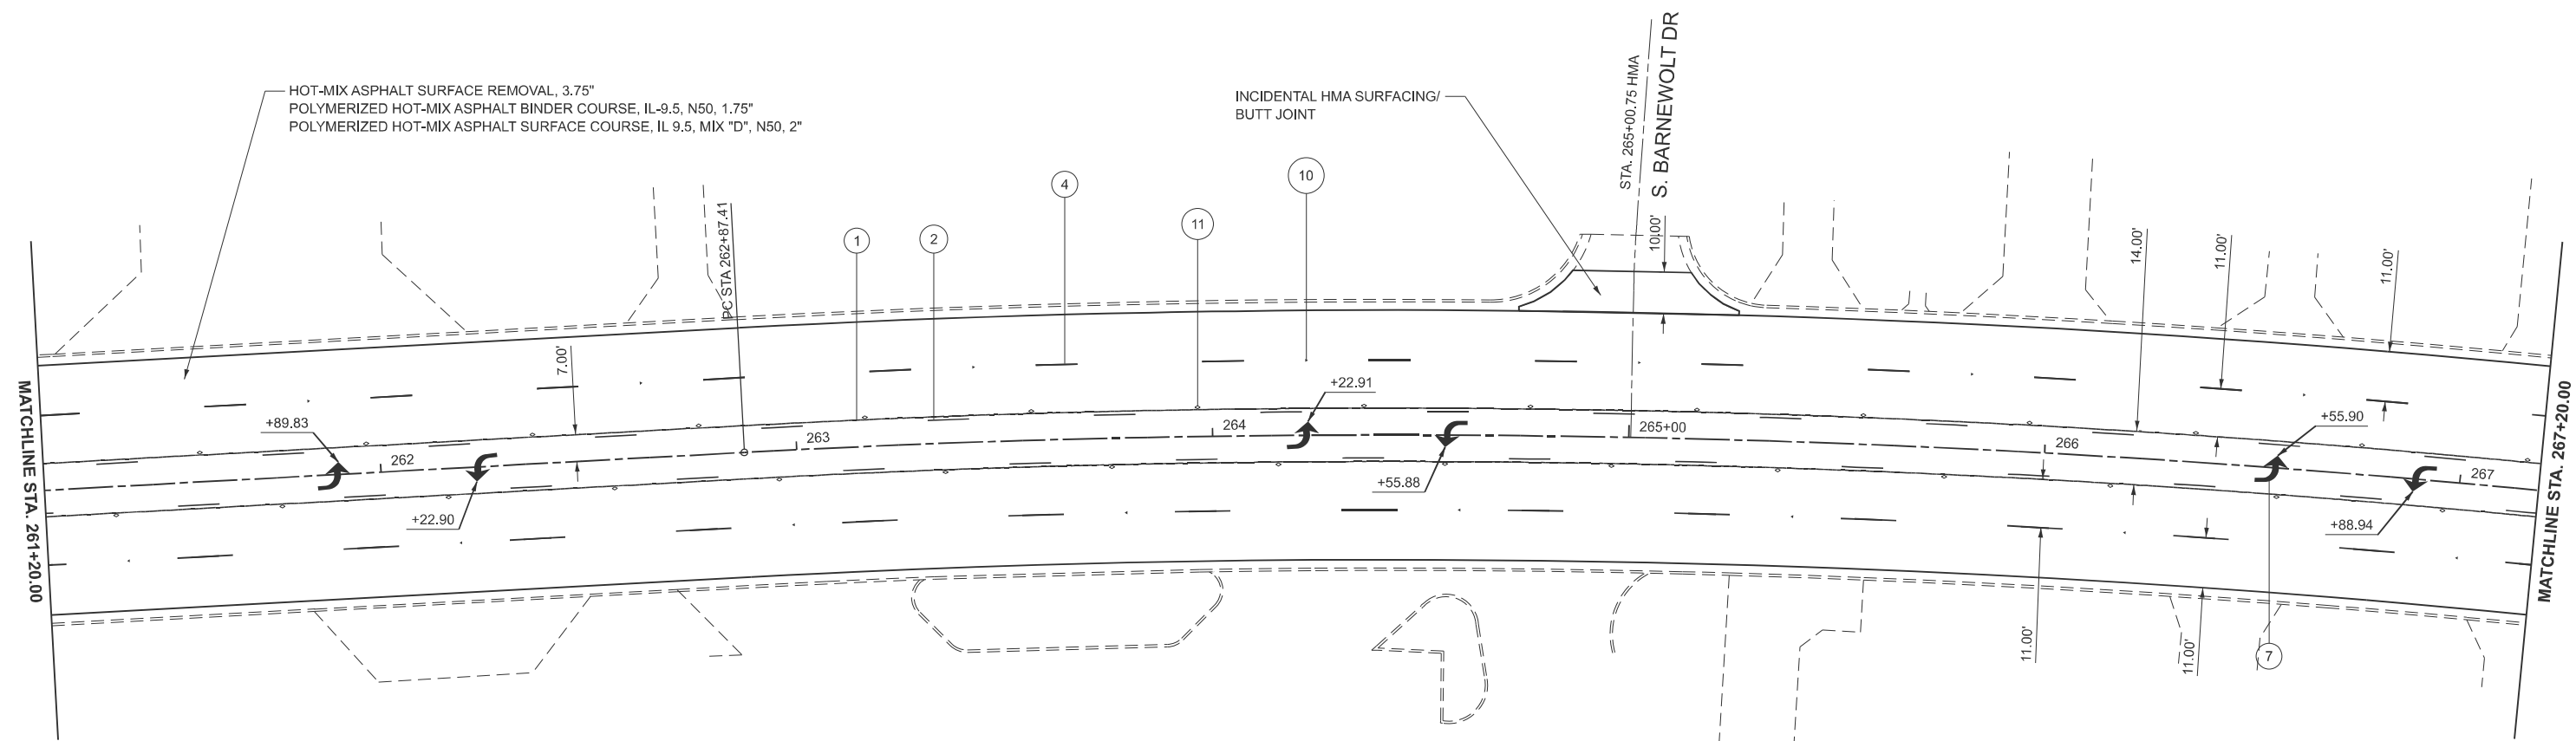 HOT-MIX ASPHALT SURFACE REMOVAL, 3.75"
POLYMERIZED HOT-MIX ASPHALT BINDER COURSE, IL-9.5, N50, 1.75"
POLYMERIZED HOT-MIX ASPHALT SURFACE COURSE, IL 9.5, MIX "D", N50, 2"
INCIDENTAL HMA SURFACING/
BUTT JOINT
STA. 265+00.75 HMA
S. BARNEWOLT DR
10.00'
PC STA 262+87.41
1
2
4
11
10
14.00'
11.00'
11.00'
7.00'
MATCHLINE STA. 261+20.00
+89.83
262
+22.90
263
264
+22.91
+55.88
265+00
266
+55.90
267
+88.94
11.00'
11.00'
7
MATCHLINE STA. 267+20.00